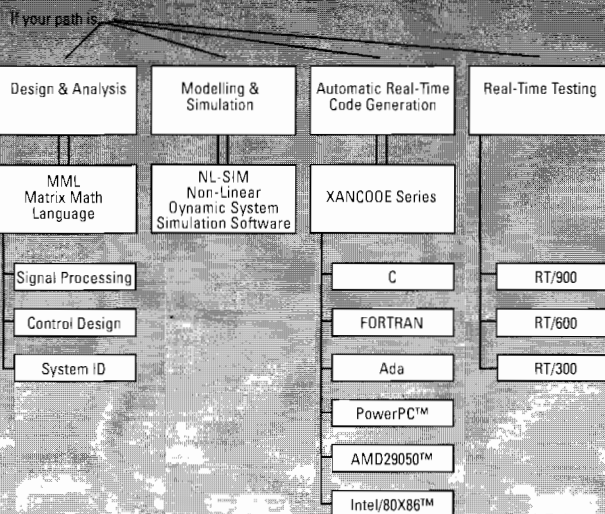 If your path is...
Design & Analysis
Modelling &
Simulation
Automatic Real-Time
Code Generation
Real-Time Testing
MML
Matrix Math
Language
NL-SIM
Non-Linear
Oynamic System
Simulation Software
XANCOOE Series
Signal Processing
Control Design
System ID
C
FORTRAN
Ada
PowerPC™
AMD29050™
Intel/80X86™
RT/900
RT/600
RT/300